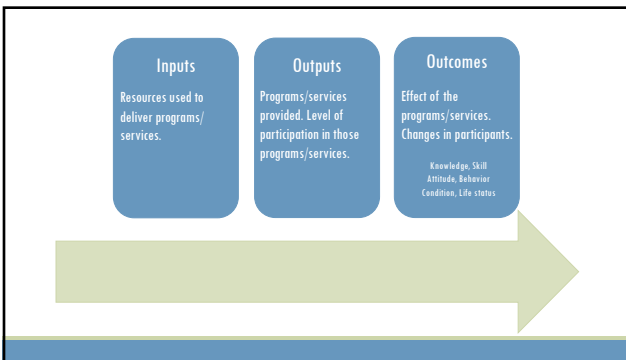 Inputs
Resources used to
deliver programs/
services.
Outputs
Programs/services
provided. Level of
participation in those
programs/services.
Outcomes
Effect of the
programs/services.
Changes in participants.
Knowledge, Skill
Attitude, Behavior
Condition, Life status